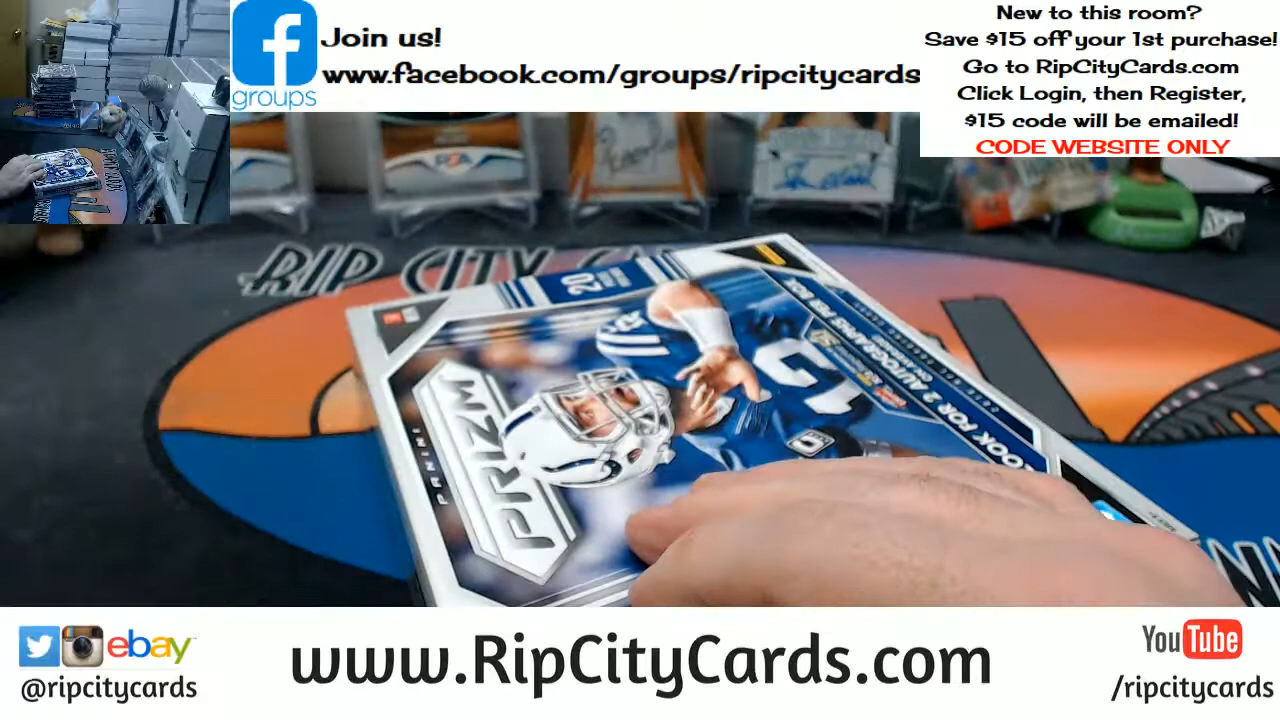 Join us!
www.facebook.com/groups/ripcitycards
groups
New to this room?
Save $15 off your 1st purchase!
Go to RipCityCards.com
Click Login, then Register,
$15 code will be emailed!
CODE WEBSITE ONLY
RIP CITY
20
PANINI
PRIZM
12
LOOK FOR 2 AUTOGRAPHS PER BOX,
ebay
@ripcitycards
www.RipCityCards.com
YouTube
/ripcitycards